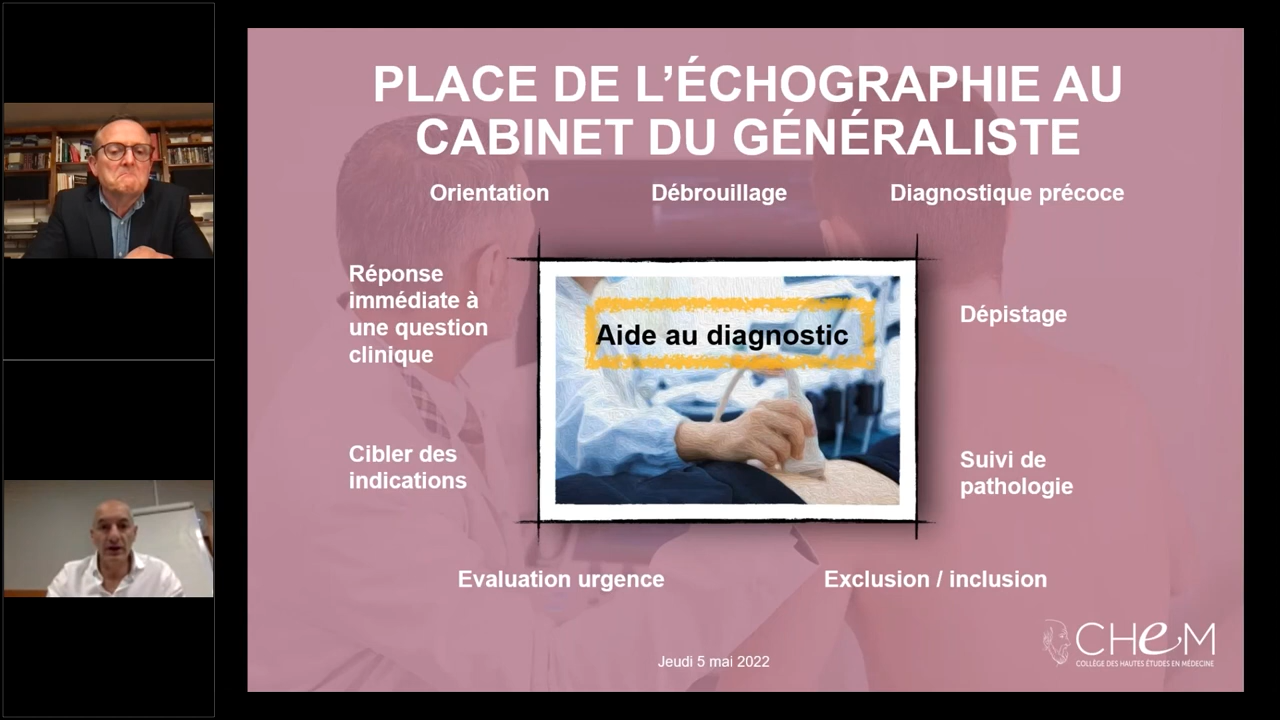 PLACE DE L’ÉCHOGRAPHIE AU
CABINET DU GÉNÉRALISTE
Orientation
Débrouillage
Diagnostique précoce
Réponse
immédiate à
une question
clinique
Aide au diagnostic
Dépistage
Cibler des
indications
Suivi de
pathologie
Evaluation urgence
Exclusion / inclusion
Jeudi 5 mai 2022
CHeM
COLLÈGE DES HAUTES ÉTUDES EN MÉDECINE